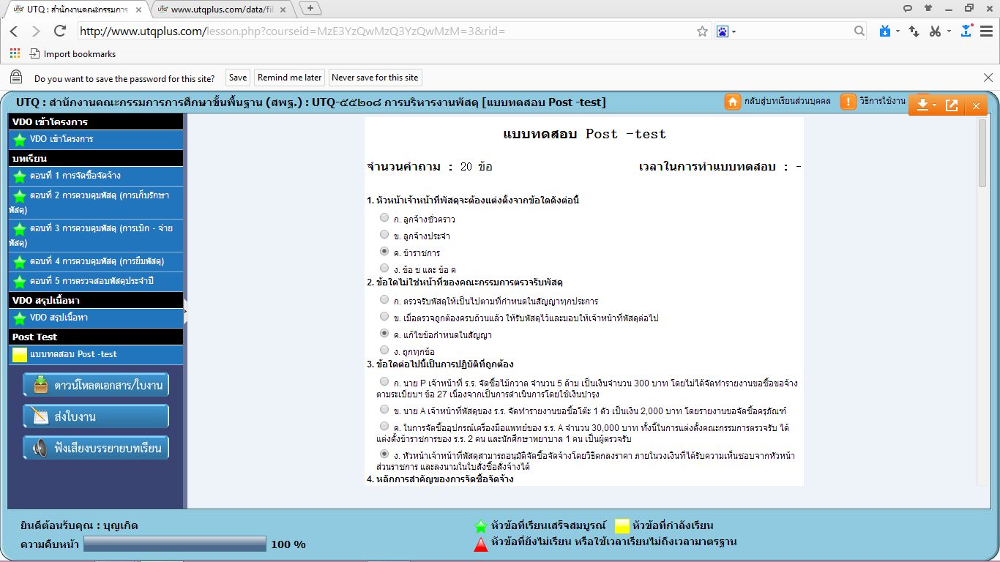 UTQ : สำนักงานคณะกรรมการ
www.utqplus.com/data/fil
http://www.utqplus.com/lesson.php?courseid=MzE3YzQwMzQ3YzQwMzM=3&rid=
Import bookmarks
Do you want to save the password for this site? Save Remind me later Never save for this site
UTQ : สำนักงานคณะกรรมการการศึกษาขั้นพื้นฐาน (สพฐ.) : UTQ-๕๕๒๐๘ การบริหารงานพัสดุ [แบบทดสอบ Post -test]
กลับสู่บทเรียนส่วนบุคคล
วิธีการใช้งาน
VDO เข้าโครงการ
VDO เข้าโครงการ
บทเรียน
ตอนที่ 1 การจัดซื้อจัดจ้าง
ตอนที่ 2 การควบคุมพัสดุ (การเก็บรักษา
พัสดุ)
ตอนที่ 3 การควบคุมพัสดุ (การเบิก - จ่าย
พัสดุ)
ตอนที่ 4 การควบคุมพัสดุ (การยืมพัสดุ)
ตอนที่ 5 การตรวจสอบพัสดุประจำปี
VDO สรุปเนื้อหา
VDO สรุปเนื้อหา
Post Test
แบบทดสอบ Post -test
ดาวน์โหลดเอกสาร/ใบงาน
ส่งใบงาน
ฟังเสียงบรรยายบทเรียน
แบบทดสอบ Post -test
จำนวนคำถาม : 20 ข้อ เวลาในการทำแบบทดสอบ : -
1. หัวหน้าเจ้าหน้าที่พัสดุจะต้องแต่งตั้งจากข้อใดดังต่อนี้
ก. ลูกจ้างชั่วคราว
ข. ลูกจ้างประจำ
ค. ข้าราชการ
ง. ข้อ ข และ ข้อ ค
2. ข้อใดไม่ใช่หน้าที่ของคณะกรรมการตรวจรับพัสดุ
ก. ตรวจรับพัสดุให้เป็นไปตามที่กำหนดในสัญญาทุกประการ
ข. เมื่อตรวจถูกต้องครบถ้วนแล้ว ให้รับพัสดุไว้และมอบให้เจ้าหน้าที่พัสดุต่อไป
ค. แก้ไขข้อกำหนดในสัญญา
ง. ถูกทุกข้อ
3. ข้อใดต่อไปนี้เป็นการปฏิบัติที่ถูกต้อง
ก. นาย P เจ้าหน้าที่ ร.ร. จัดซื้อไม้กวาด จำนวน 5 ด้าม เป็นเงินจำนวน 300 บาท โดยไม่ได้จัดทำรายงานขอซื้อขอจ้าง
ตามระเบียบฯ ข้อ 27 เนื่องจากเป็นการดำเนินการโดยใช้เงินบำรุง
ข. นาย A เจ้าหน้าที่พัสดุของ ร.ร. จัดทำรายงานขอซื้อโต๊ะ 1 ตัว เป็นเงิน 2,000 บาท โดยรายงานขอจัดซื้อครุภัณฑ์
ค. ในการจัดซื้ออุปกรณ์เครื่องมือแพทย์ของ ร.ร. A จำนวน 30,000 บาท ทั้งนี้ในการแต่งตั้งคณะกรรมการตรวจรับ ได้
แต่งตั้งข้าราชการของ ร.ร. 2 คน และนักศึกษาพยาบาล 1 คน เป็นผู้ตรวจรับ
ง. หัวหน้าเจ้าหน้าที่พัสดุสามารถอนุมัติจัดซื้อจัดจ้างโดยวิธีตกลงราคา ภายในวงเงินที่ได้รับความเห็นชอบจากหัวหน้า
ส่วนราชการ และลงนามในใบสั่งซื้อสั่งจ้างได้
4. หลักการสำคัญของการจัดซื้อจัดจ้าง
ยินดีต้อนรับคุณ : บุญเกิด
ความคืบหน้า 100 %
หัวข้อที่เรียนเสร็จสมบูรณ์ หัวข้อที่กำลังเรียน
หัวข้อที่ยังไม่เรียน หรือใช้เวลาเรียนไม่ถึงเวลามาตรฐาน